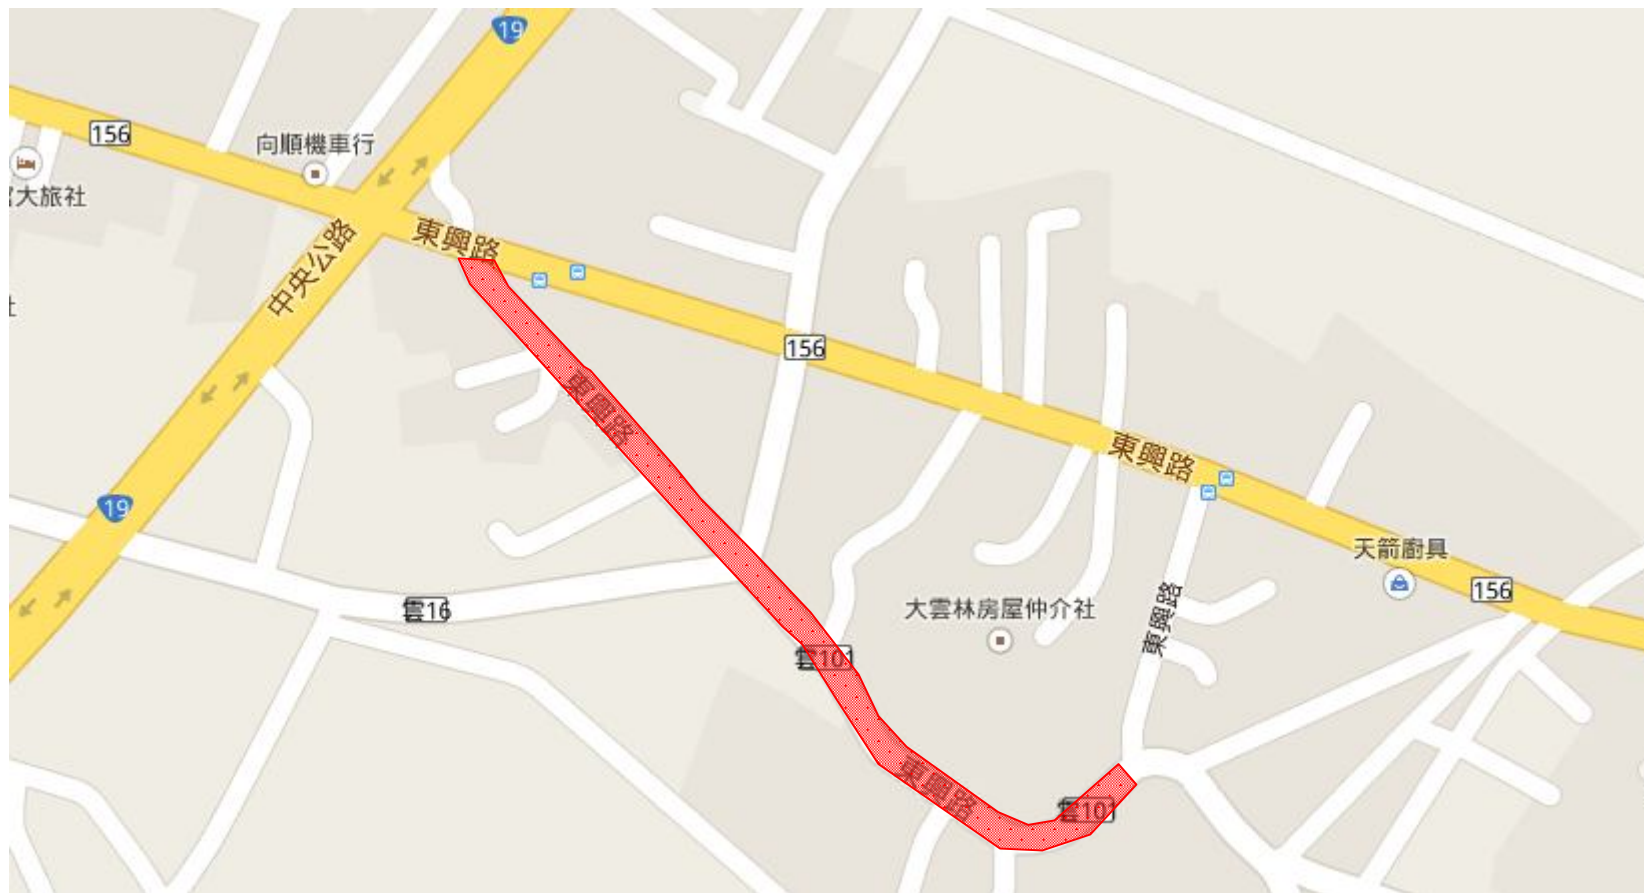 19
156
向順機車行
大旅社
東興路
中央公路
156
東興路
東興路
19
天箭廚具
156
雲16
大雲林房屋仲介社
東興路
雲101
東興路
雲101